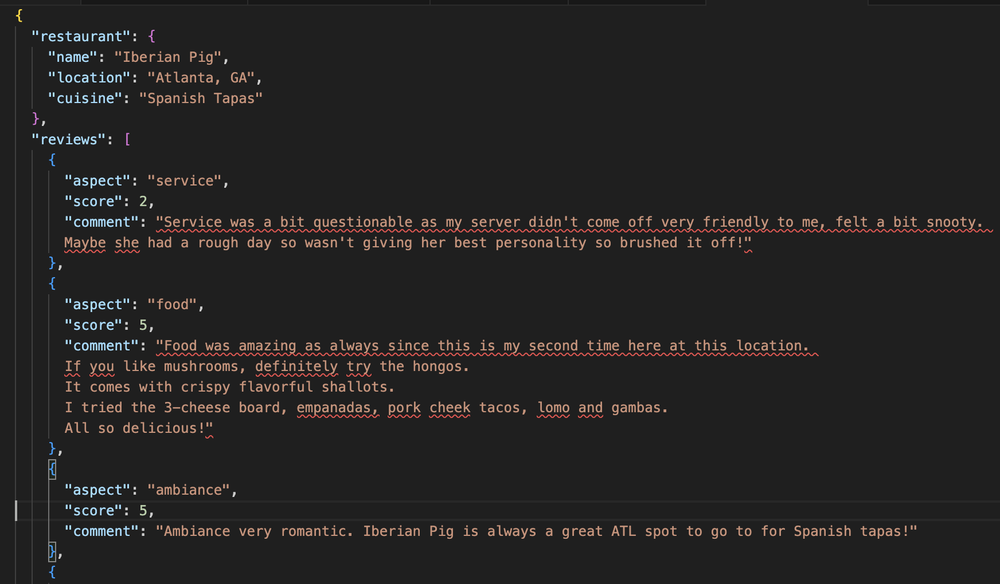 {
"restaurant": {
"name": "Iberian Pig",
"location": "Atlanta, GA",
"cuisine": "Spanish Tapas"
},
"reviews": [
{
"aspect": "service",
"score": 2,
"comment": "Service was a bit questionable as my server didn't come off very friendly to me, felt a bit snooty.
Maybe she had a rough day so wasn't giving her best personality so brushed it off!"
},
{
"aspect": "food",
"score": 5,
"comment": "Food was amazing as always since this is my second time here at this location.
If you like mushrooms, definitely try the hongos.
It comes with crispy flavorful shallots.
I tried the 3-cheese board, empanadas, pork cheek tacos, lomo and gambas.
All so delicious!"
},
{
"aspect": "ambiance",
"score": 5,
"comment": "Ambiance very romantic. Iberian Pig is always a great ATL spot to go to for Spanish tapas!"
},
{